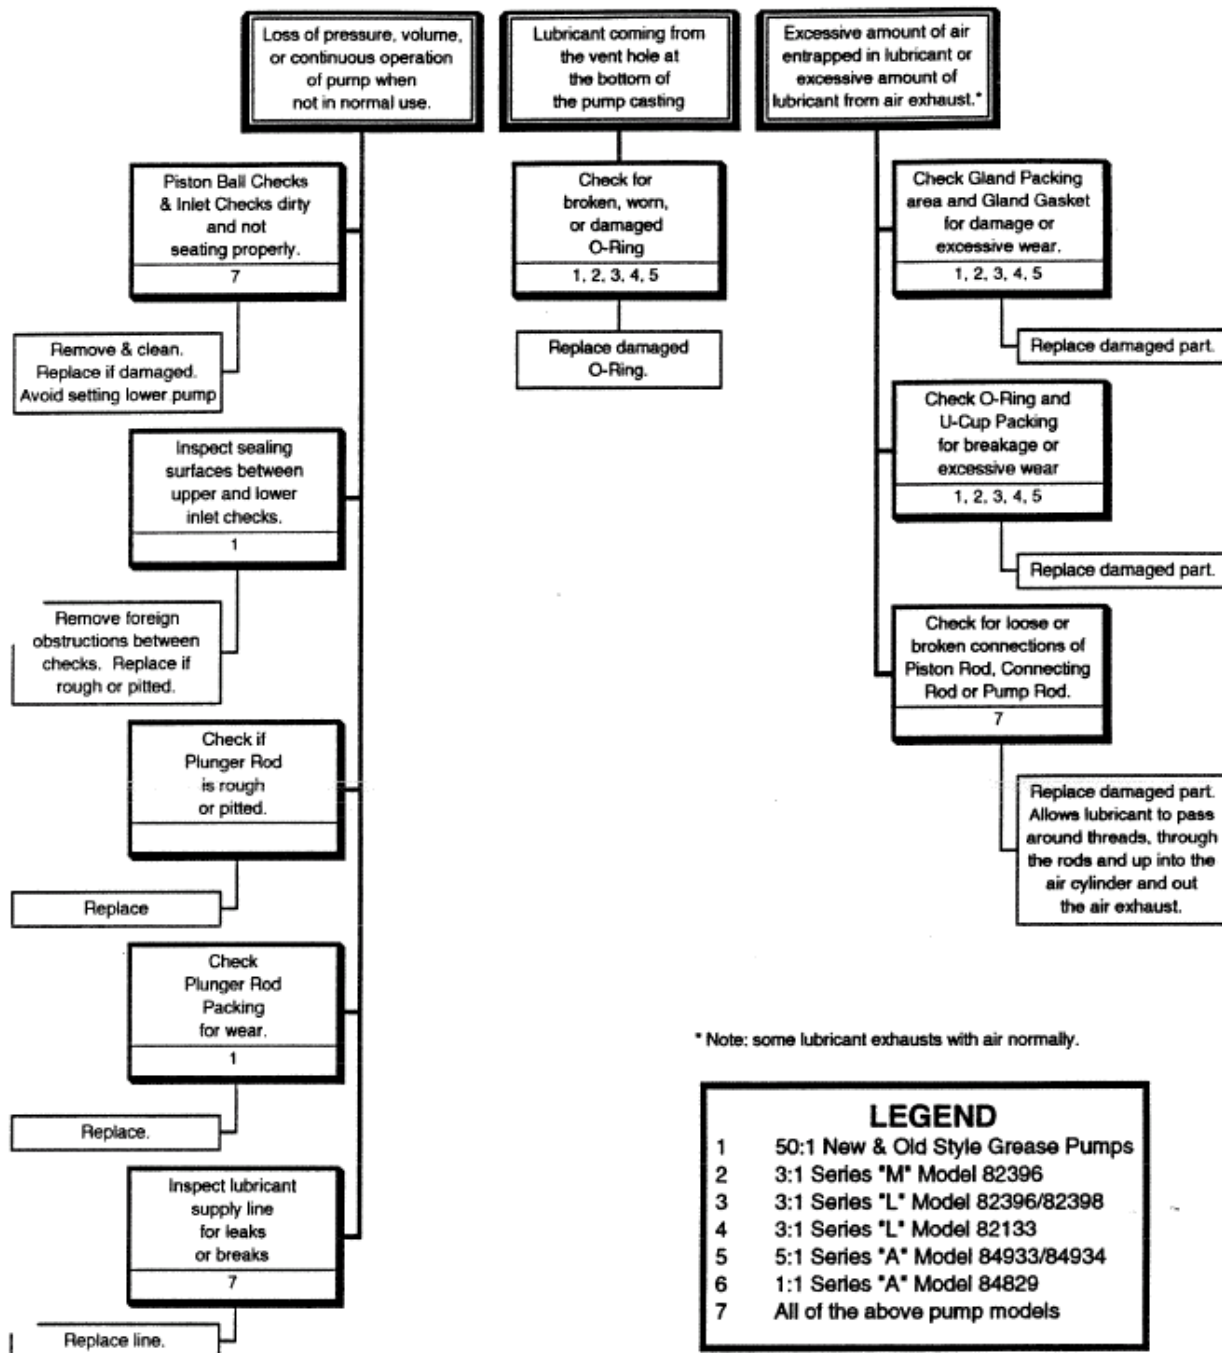 Loss of pressure, volume,
or continuous operation
of pump when
not in normal use.
Piston Ball Checks
& Inlet Checks dirty
and not
seating properly.
7
Remove & clean.
Replace if damaged.
Avoid setting lower pump
Inspect sealing
surfaces between
upper and lower
inlet checks.
1
Remove foreign
obstructions between
checks. Replace if
rough or pitted.
Check if
Plunger Rod
is rough
or pitted.
Replace
Check
Plunger Rod
Packing
for wear.
1
Replace.
Inspect lubricant
supply line
for leaks
or breaks
7
Replace line.
Lubricant coming from
the vent hole at
the bottom of
the pump casting
Check for
broken, worn,
or damaged
O-Ring
1, 2, 3, 4, 5
Replace damaged
O-Ring.
Excessive amount of air
entrapped in lubricant or
excessive amount of
lubricant from air exhaust.*
Check Gland Packing
area and Gland Gasket
for damage or
excessive wear.
1, 2, 3, 4, 5
Replace damaged part.
Check O-Ring and
U-Cup Packing
for breakage or
excessive wear
1, 2, 3, 4, 5
Replace damaged part.
Check for loose or
broken connections of
Piston Rod, Connecting
Rod or Pump Rod.
7
Replace damaged part.
Allows lubricant to pass
around threads, through
the rods and up into the
air cylinder and out
the air exhaust.
* Note: some lubricant exhausts with air normally.
LEGEND
1 50:1 New & Old Style Grease Pumps
2 3:1 Series "M" Model 82396
3 3:1 Series "L" Model 82396/82398
4 3:1 Series "L" Model 82133
5 5:1 Series "A" Model 84933/84934
6 1:1 Series "A" Model 84829
7 All of the above pump models